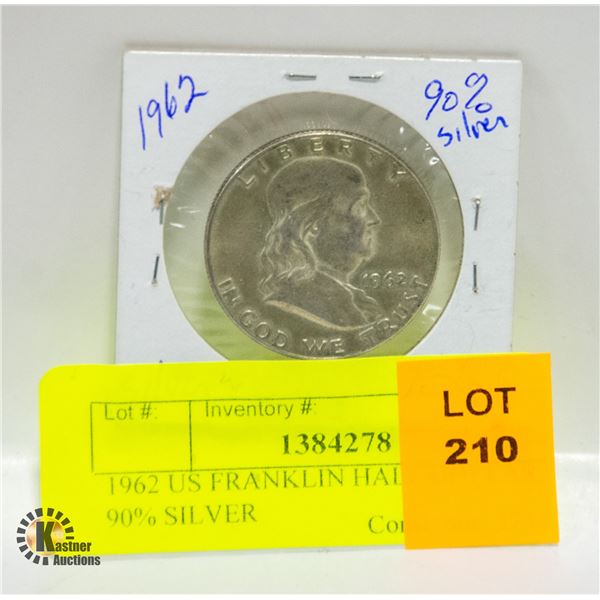 1962
90%
silver
LIBERTY
1962
IN GOD WE TRUST
Lot #:
Inventory #:
1384278
1962 US FRANKLIN HAL
90% SILVER
Con
LOT
210
Kastner
Auctions